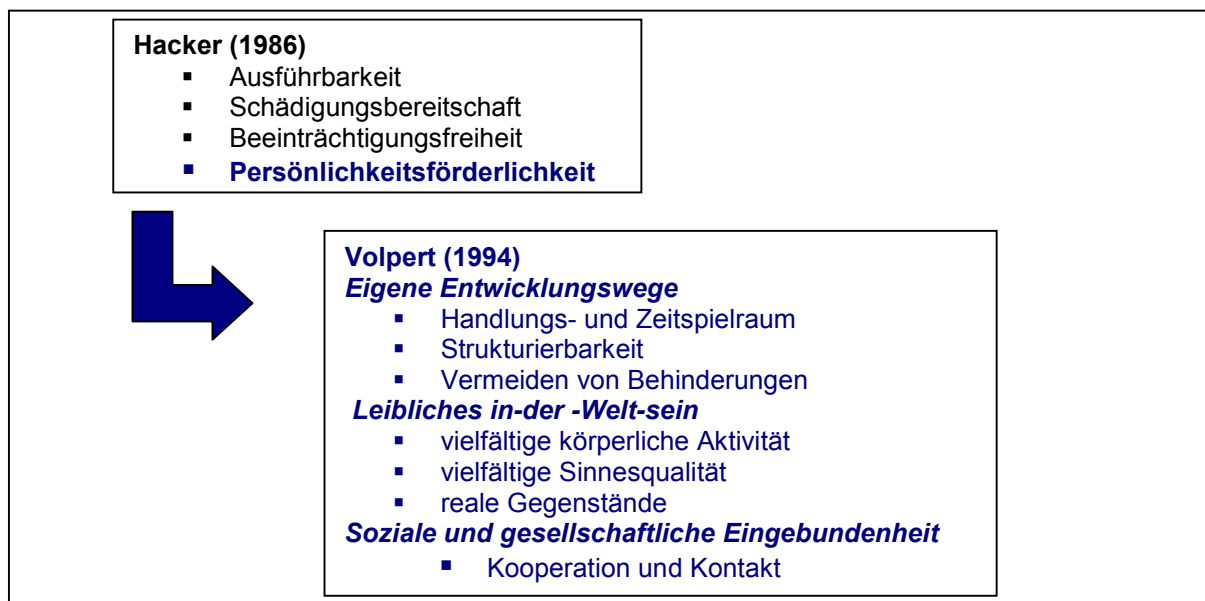 Hacker (1986)
▪ Ausführbarkeit
▪ Schädigungsbereitschaft
▪ Beeinträchtigungsfreiheit
▪ Persönlichkeitsförderlichkeit
Volpert (1994)
Eigene Entwicklungswege
▪ Handlungs- und Zeitspielraum
▪ Strukturierbarkeit
▪ Vermeiden von Behinderungen
Leibliches in-der -Welt-sein
▪ vielfältige körperliche Aktivität
▪ vielfältige Sinnesqualität
▪ reale Gegenstände
Soziale und gesellschaftliche Eingebundenheit
▪ Kooperation und Kontakt